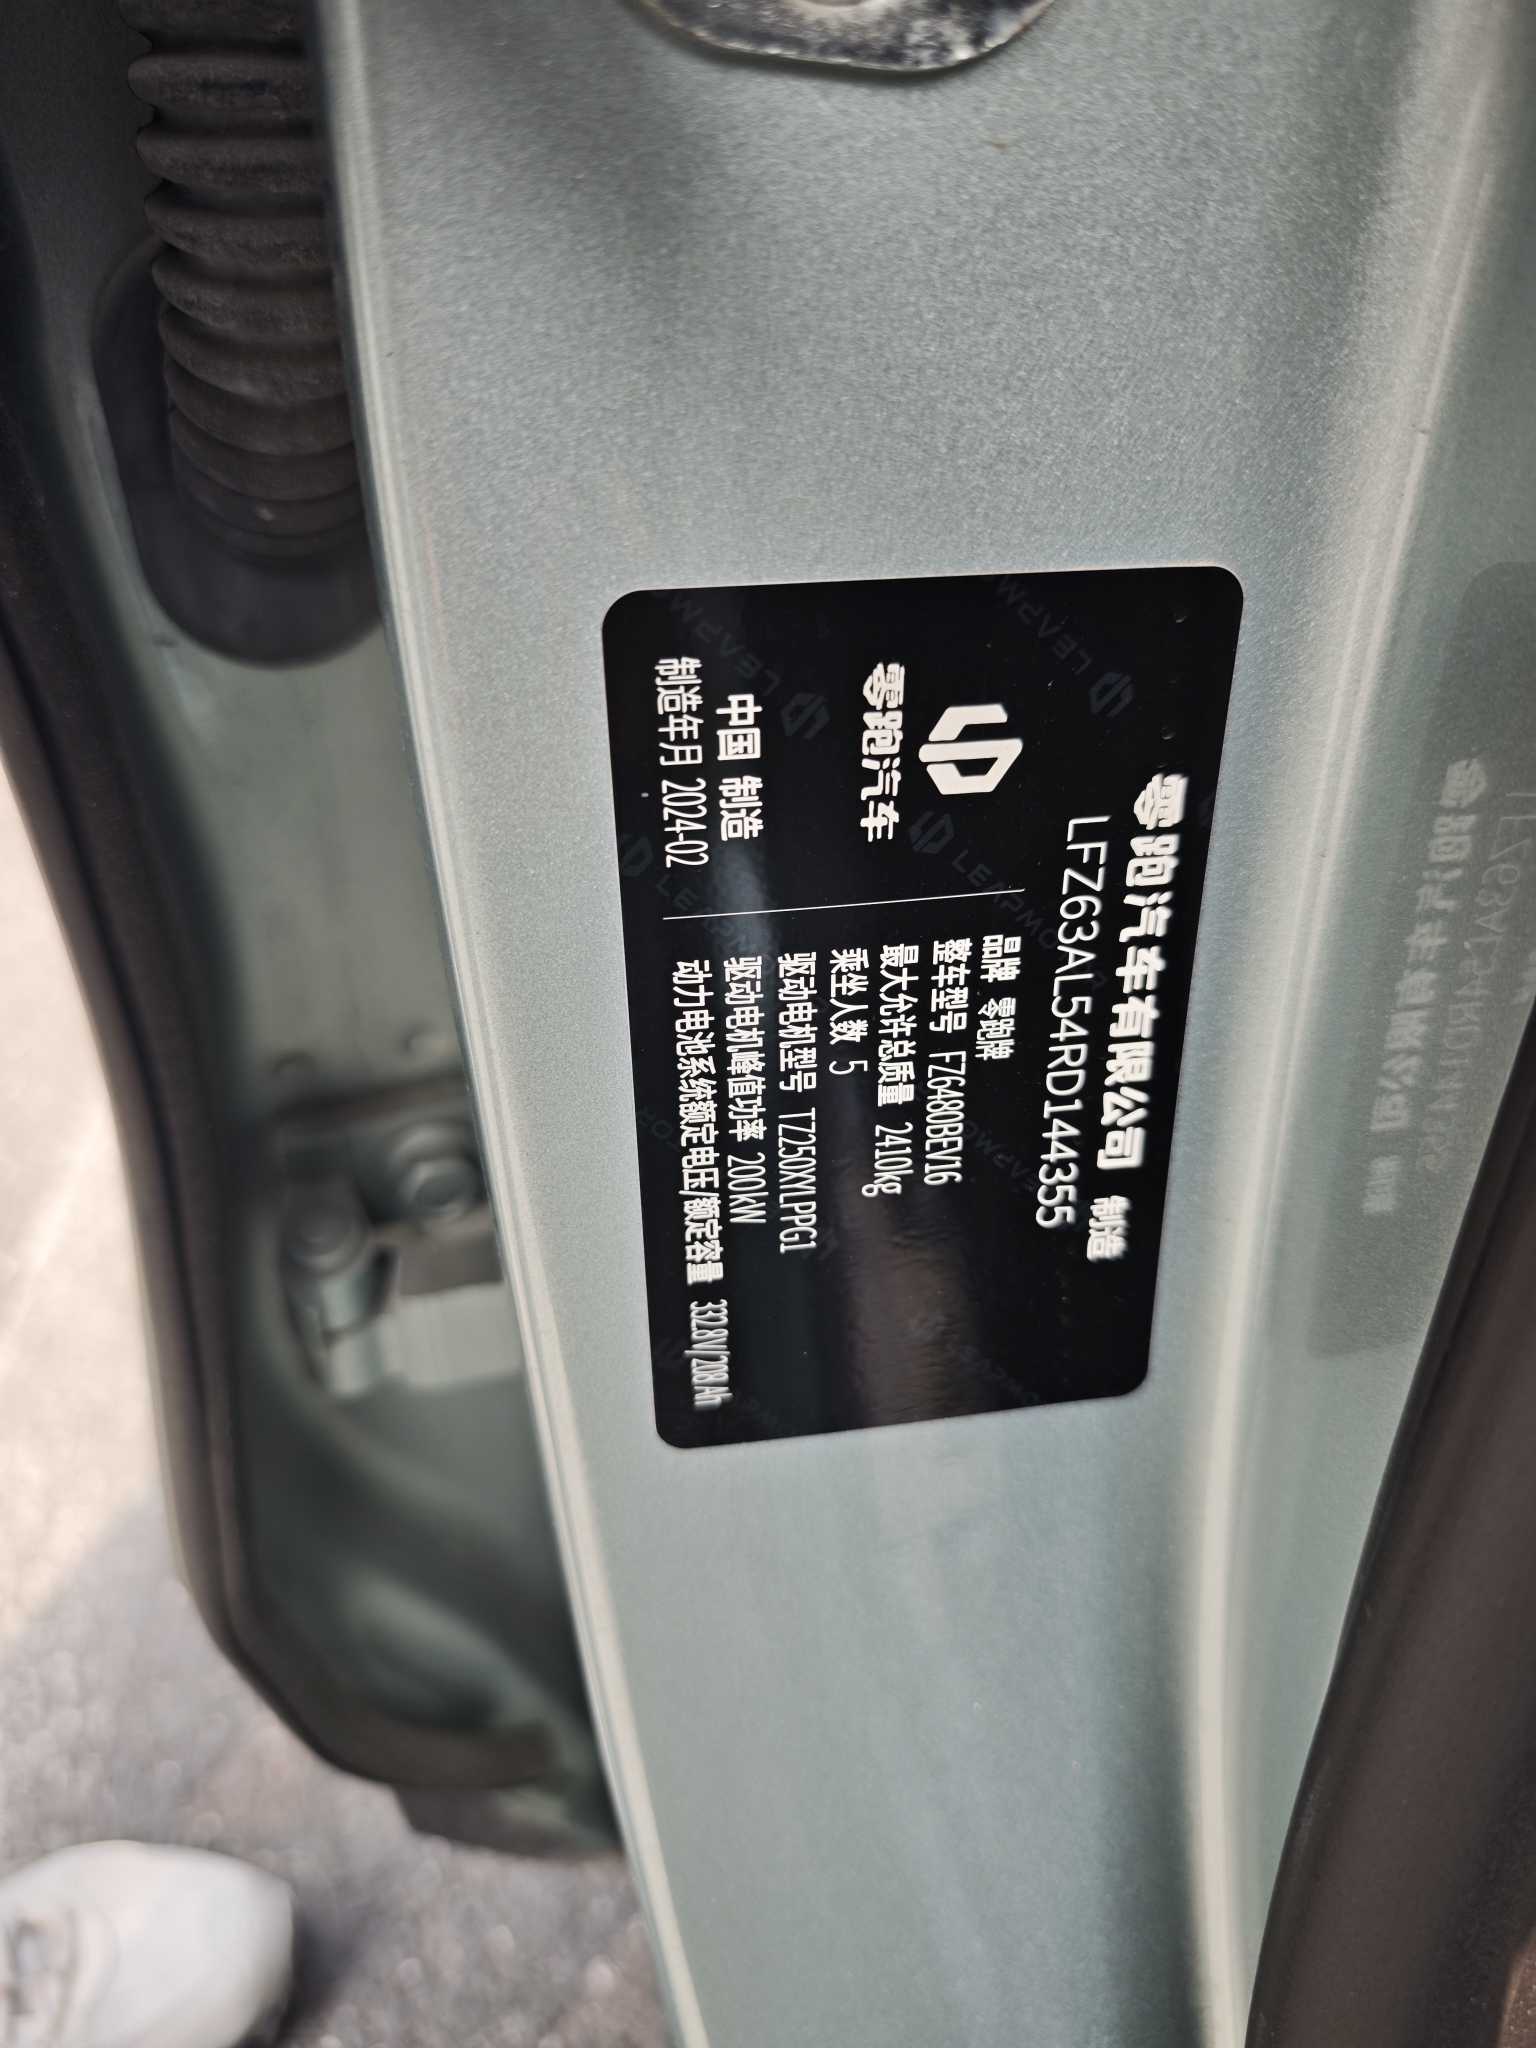 零跑汽车有限公司 制造
LFZ63AL54RD144355
零跑汽车
中国 制造
制造年月 2024-02
品牌 零跑牌
整车型号 FZ6480BEV16
最大允许总质量 2410kg
乘坐人数 5
驱动电机型号 TZ250XYLPPG1
驱动电机峰值功率 200kW
动力电池系统额定电压/额定容量 332.8V/208Ah